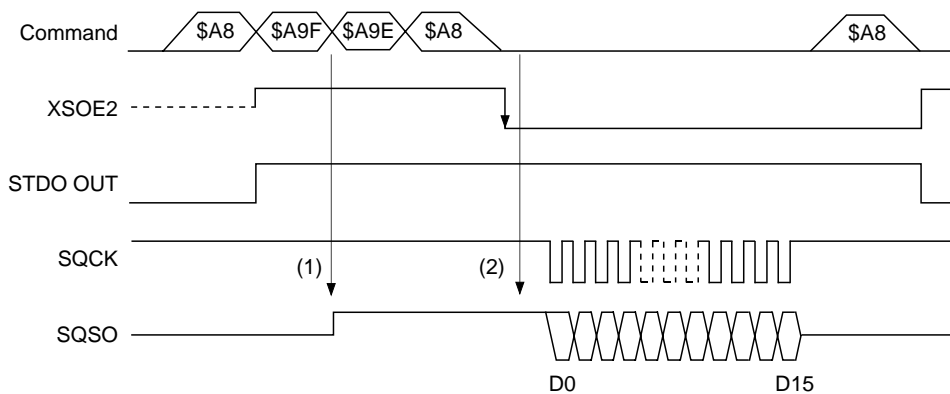 Command $A8 $A9F $A9E $A8 $A8
XSOE2
STDO OUT
SQCK (1) (2)
SQSO
D0 D15